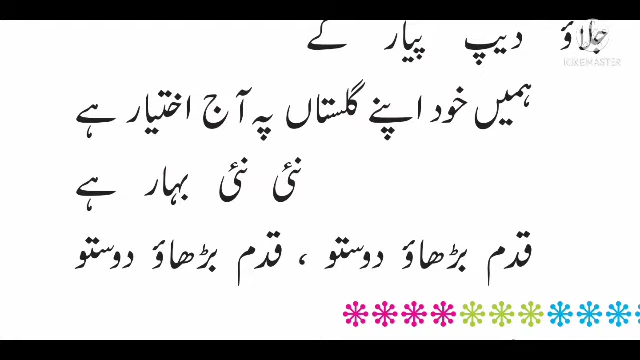 جلاؤ دیپ پیار کے
KINEMASTER
ہمیں خود اپنے گلستاں پہ آج اختیار ہے
نئی نئی بہار ہے
قدم بڑھاؤ دوستو ، قدم بڑھاؤ دوستو